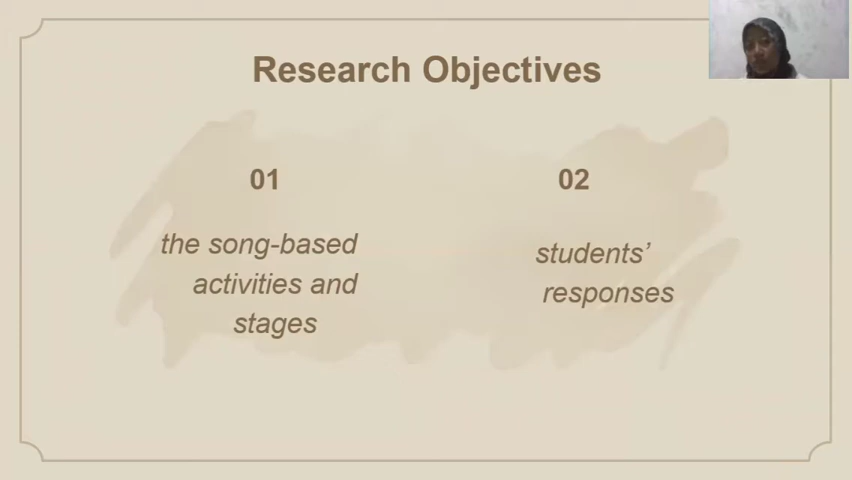 Research Objectives
01
the song-based
activities and
stages
02
students’
responses